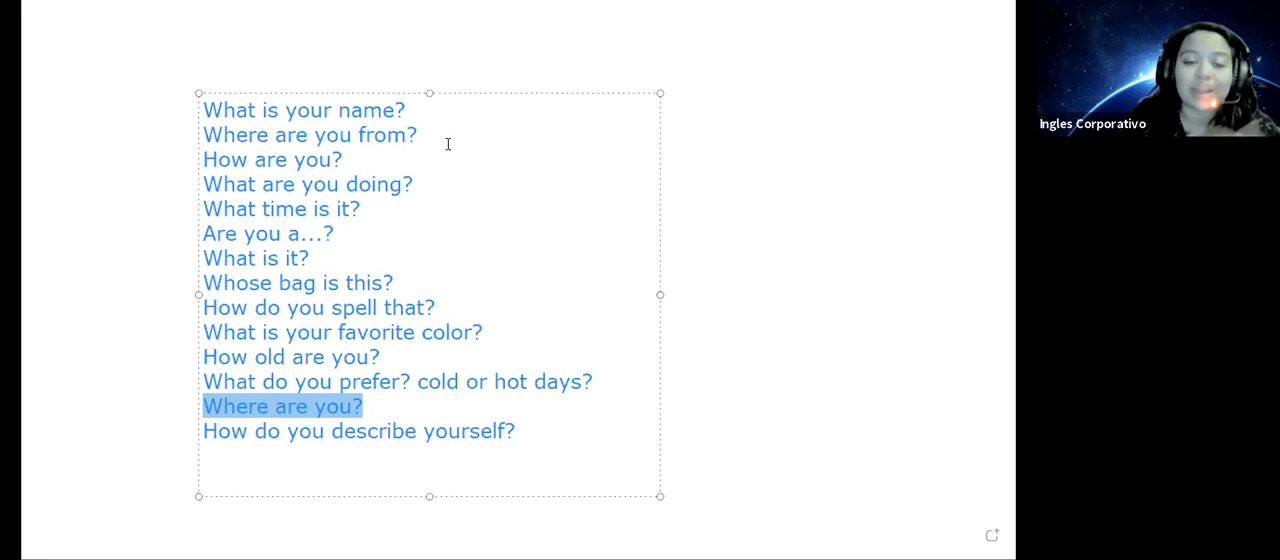 What is your name?
Where are you from?
How are you?
What are you doing?
What time is it?
Are you a...?
What is it?
Whose bag is this?
How do you spell that?
What is your favorite color?
How old are you?
What do you prefer? cold or hot days?
Where are you?
How do you describe yourself?
Ingles Corporativo